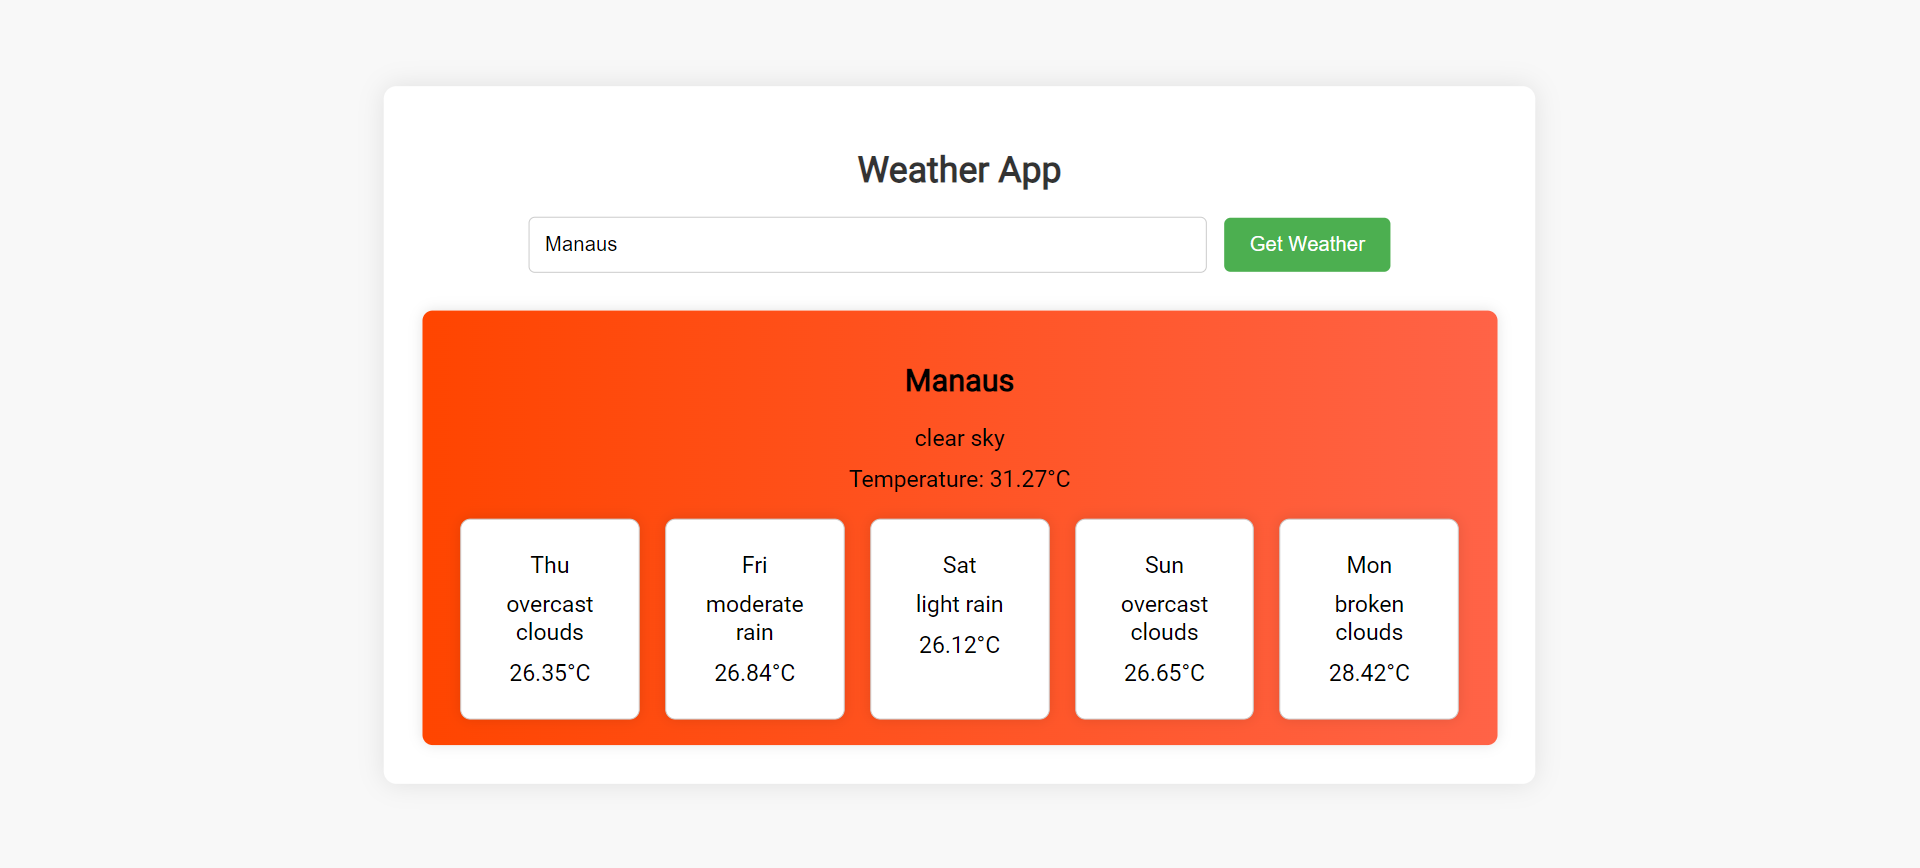 Weather App
Manaus
Get Weather
Manaus
clear sky
Temperature: 31.27°C
Thu
overcast
clouds
26.35°C
Fri
moderate
rain
26.84°C
Sat
light rain
26.12°C
Sun
overcast
clouds
26.65°C
Mon
broken
clouds
28.42°C